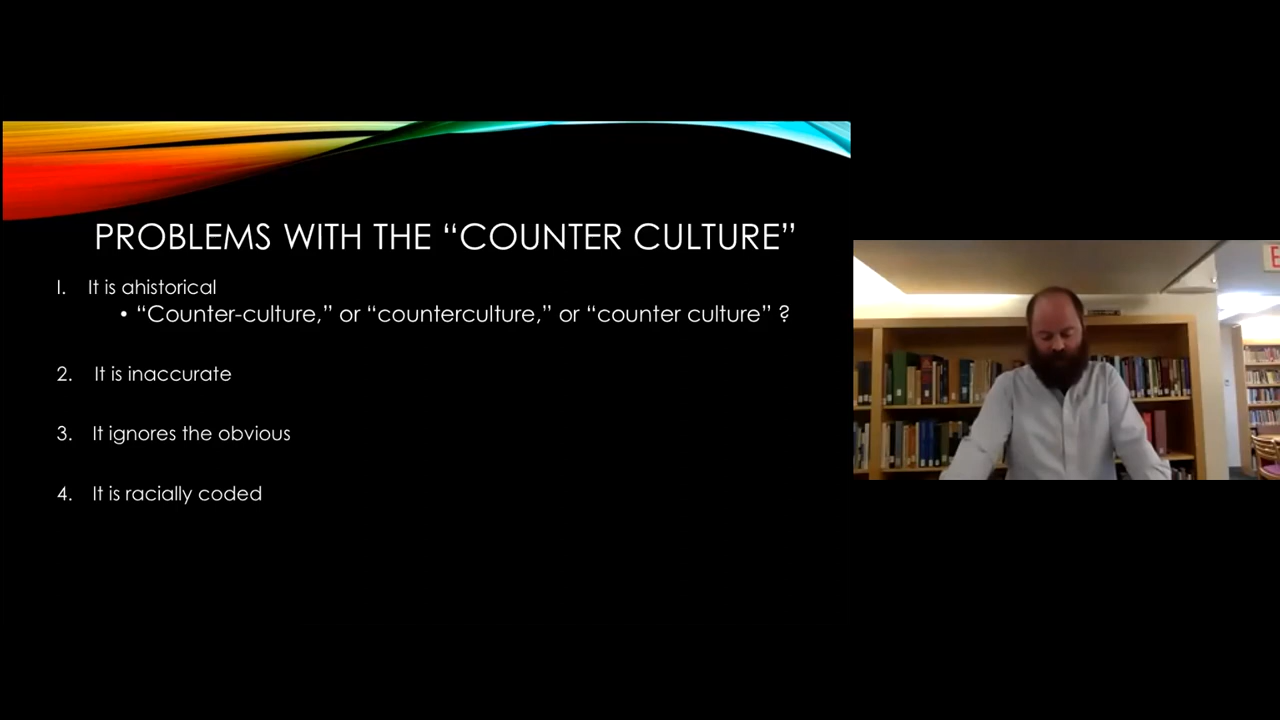 PROBLEMS WITH THE “COUNTER CULTURE”
I. It is ahistorical
• “Counter-culture,” or “counterculture,” or “counter culture” ?
2. It is inaccurate
3. It ignores the obvious
4. It is racially coded